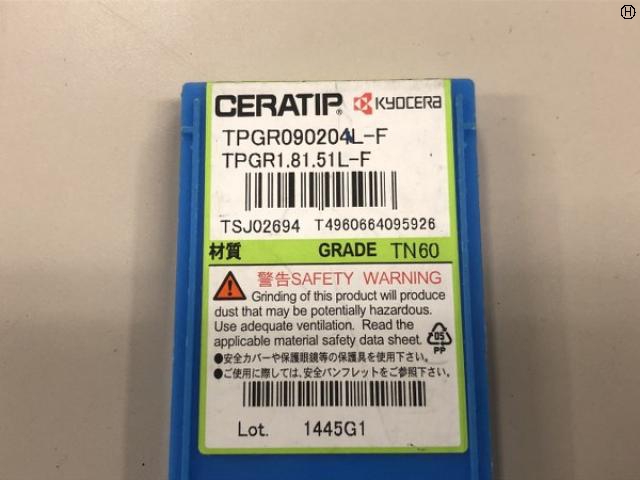 H
CERATIP® KYOCERA
TPGR090204L-F
TPGR1.81.51L-F
TSJ02694 T4960664095926
材質 GRADE TN60
警告SAFETY WARNING
Grinding of this product will produce
dust that may be potentially hazardous.
Use adequate ventilation. Read the
applicable material safety data sheet.
05
PP
●安全カバーや保護眼鏡等の保護具を使用下さい。
●ご使用に際しては、安全パンフレットをご参照下さい。
Lot. 1445G1